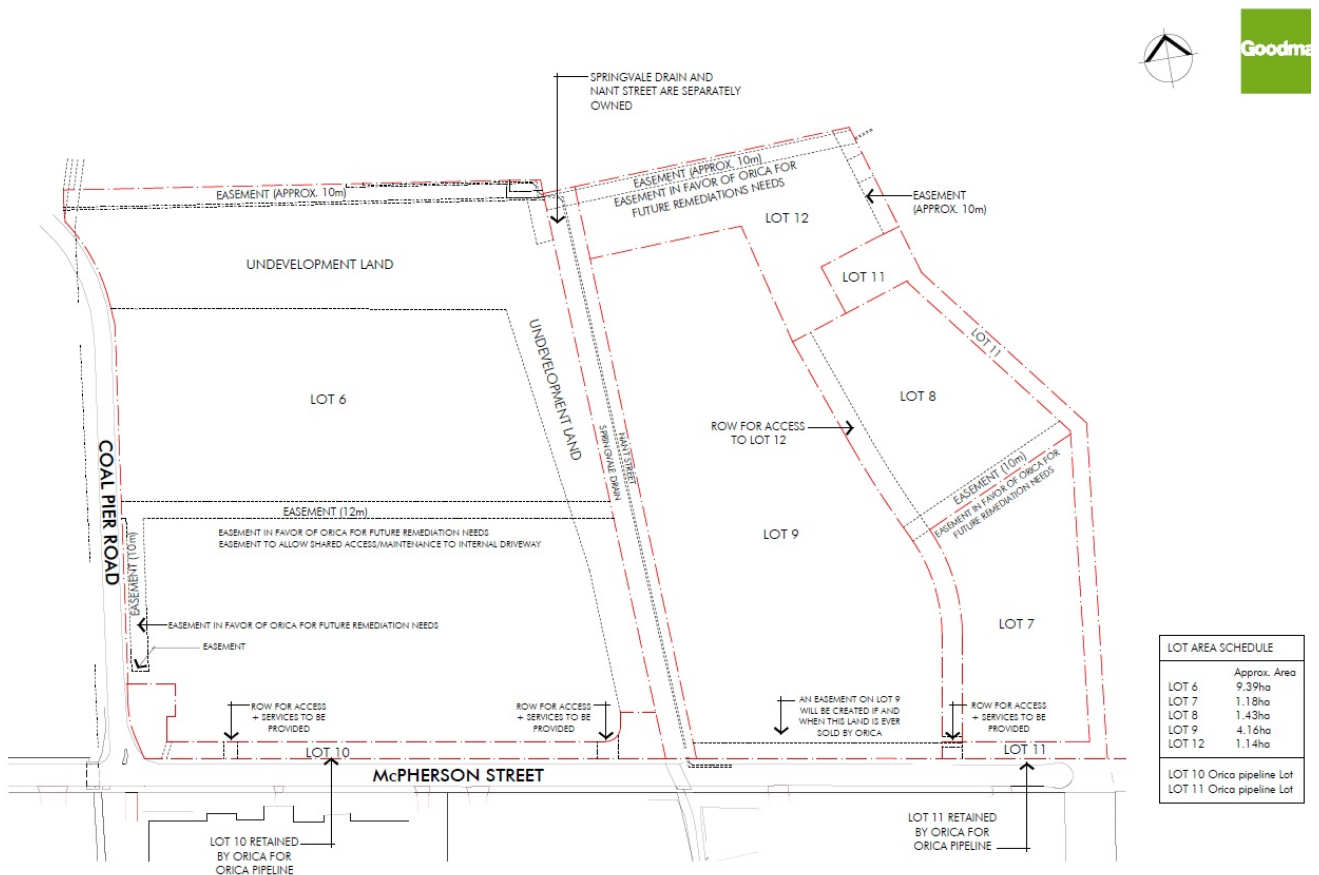 Goodma
SPRINGVALE DRAIN AND
NANT STREET ARE SEPARATELY
OWNED
EASEMENT (APPROX. 10m)
EASEMENT (APPROX. 10m)
EASEMENT IN FAVOR OF ORICA FOR
FUTURE REMEDIATIONS NEEDS
LOT 12
EASEMENT
(APPROX. 10m)
UNDEVELOPMENT LAND
LOT 11
LOT 11
UNDEVELOPMENT LAND
LOT 6
LOT 8
ROW FOR ACCESS
TO LOT 12
NANT STREET
SPRINGVALE DRAIN
COAL PIER ROAD
EASEMENT (10m)
EASEMENT IN FAVOR OF ORICA FOR
FUTURE REMEDIATION NEEDS
EASEMENT (12m)
EASEMENT IN FAVOR OF ORICA FOR FUTURE REMEDIATION NEEDS
EASEMENT TO ALLOW SHARED ACCESS/MAINTENANCE TO INTERNAL DRIVEWAY
LOT 9
EASEMENT (10m)
EASEMENT IN FAVOR OF ORICA FOR FUTURE REMEDIATION NEEDS
EASEMENT
LOT 7
ROW FOR ACCESS
+ SERVICES TO BE
PROVIDED
ROW FOR ACCESS
+ SERVICES TO BE
PROVIDED
AN EASEMENT ON LOT 9
WILL BE CREATED IF AND
WHEN THIS LAND IS EVER
SOLD BY ORICA
ROW FOR ACCESS
+ SERVICES TO BE
PROVIDED
LOT 10
LOT 11
McPHERSON STREET
LOT 10 RETAINED
BY ORICA FOR
ORICA PIPELINE
LOT 11 RETAINED
BY ORICA FOR
ORICA PIPELINE
LOT AREA SCHEDULE
Approx. Area
LOT 6 9.39ha
LOT 7 1.18ha
LOT 8 1.43ha
LOT 9 4.16ha
LOT 12 1.14ha
LOT 10 Orica pipeline Lot
LOT 11 Orica pipeline Lot